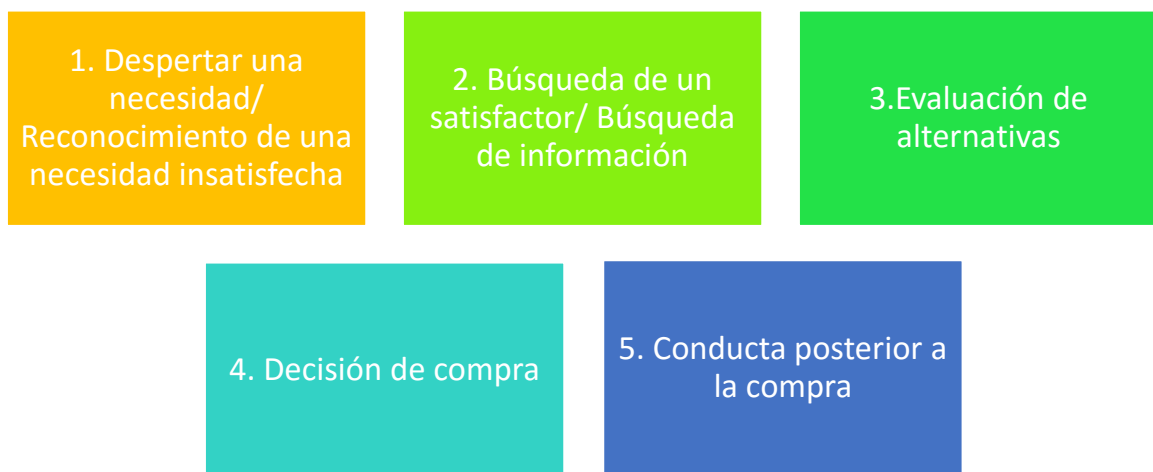 1. Despertar una
necesidad/
Reconocimiento de una
necesidad insatisfecha
2. Búsqueda de un
satisfactor/ Búsqueda
de información
3.Evaluación de
alternativas
4. Decisión de compra
5. Conducta posterior a
la compra